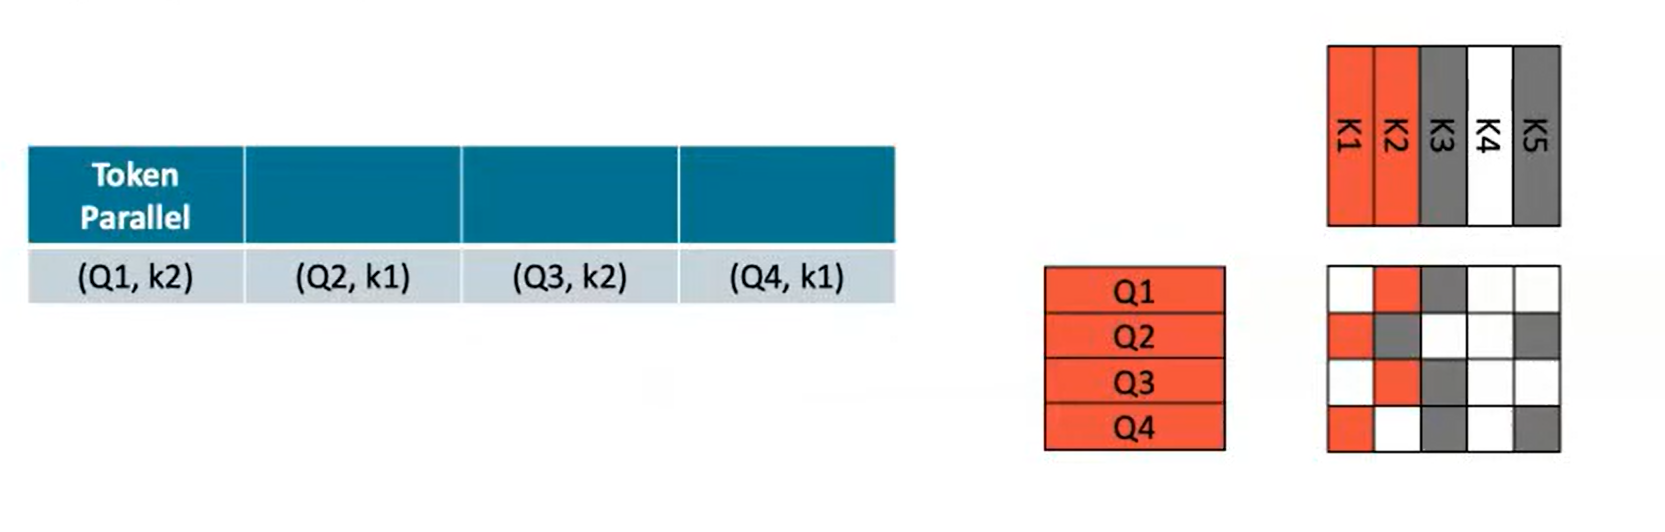 Token
Parallel
(Q1, k2) (Q2, k1) (Q3, k2) (Q4, k1)
K1 K2 K3 K4 K5
Q1
Q2
Q3
Q4